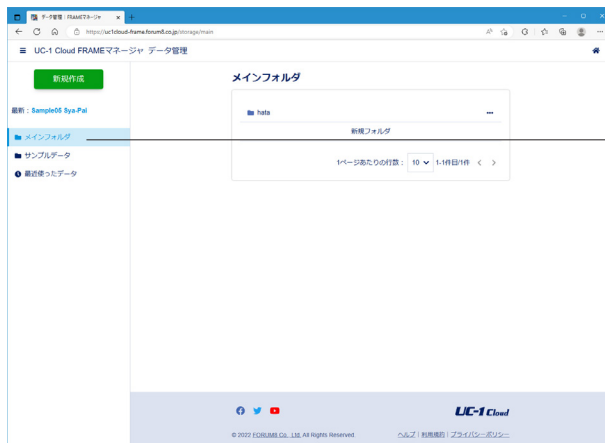 データ管理 | FRAMEマネージャ
https://uc1cloud-frame.forum8.co.jp/storage/main
UC-1 Cloud FRAMEマネージャ データ管理
新規作成
最新：Sample05 Sya-Pal
メインフォルダ
サンプルデータ
最近使ったデータ
メインフォルダ
hata
新規フォルダ
1ページあたりの行数： 10 1-1件目/1件
UC-1 Cloud
© 2022 FORUM8 Co., Ltd. All Rights Reserved
ヘルプ | 利用規約 | プライバシーポリシー